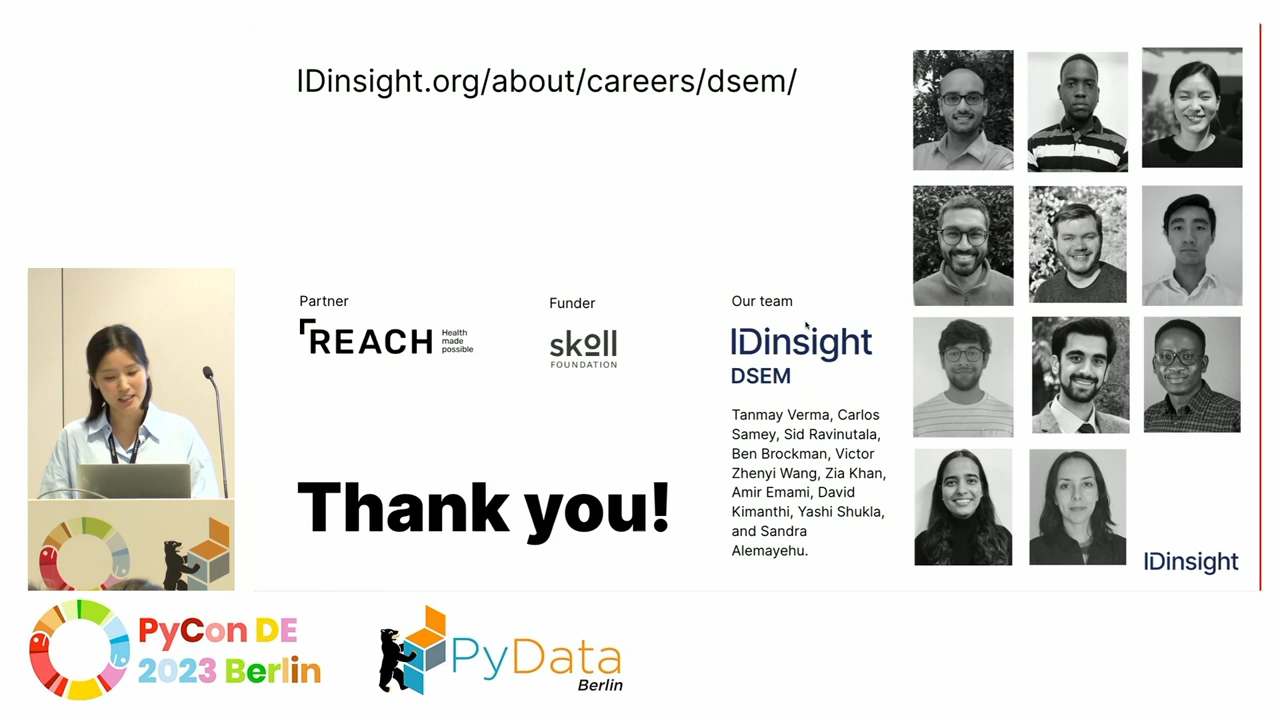 IDinsight.org/about/careers/dsem/
Partner
REACH
Health
made
possible
Funder
skoll
FOUNDATION
Our team
IDinsight
DSEM
Tanmay Verma, Carlos
Samey, Sid Ravinutala,
Ben Brockman, Victor
Zhenyi Wang, Zia Khan,
Amir Emami, David
Kimanthi, Yashi Shukla,
and Sandra
Alemayehu.
Thank you!
IDinsight
PyCon DE
2023 Berlin
PyData
Berlin